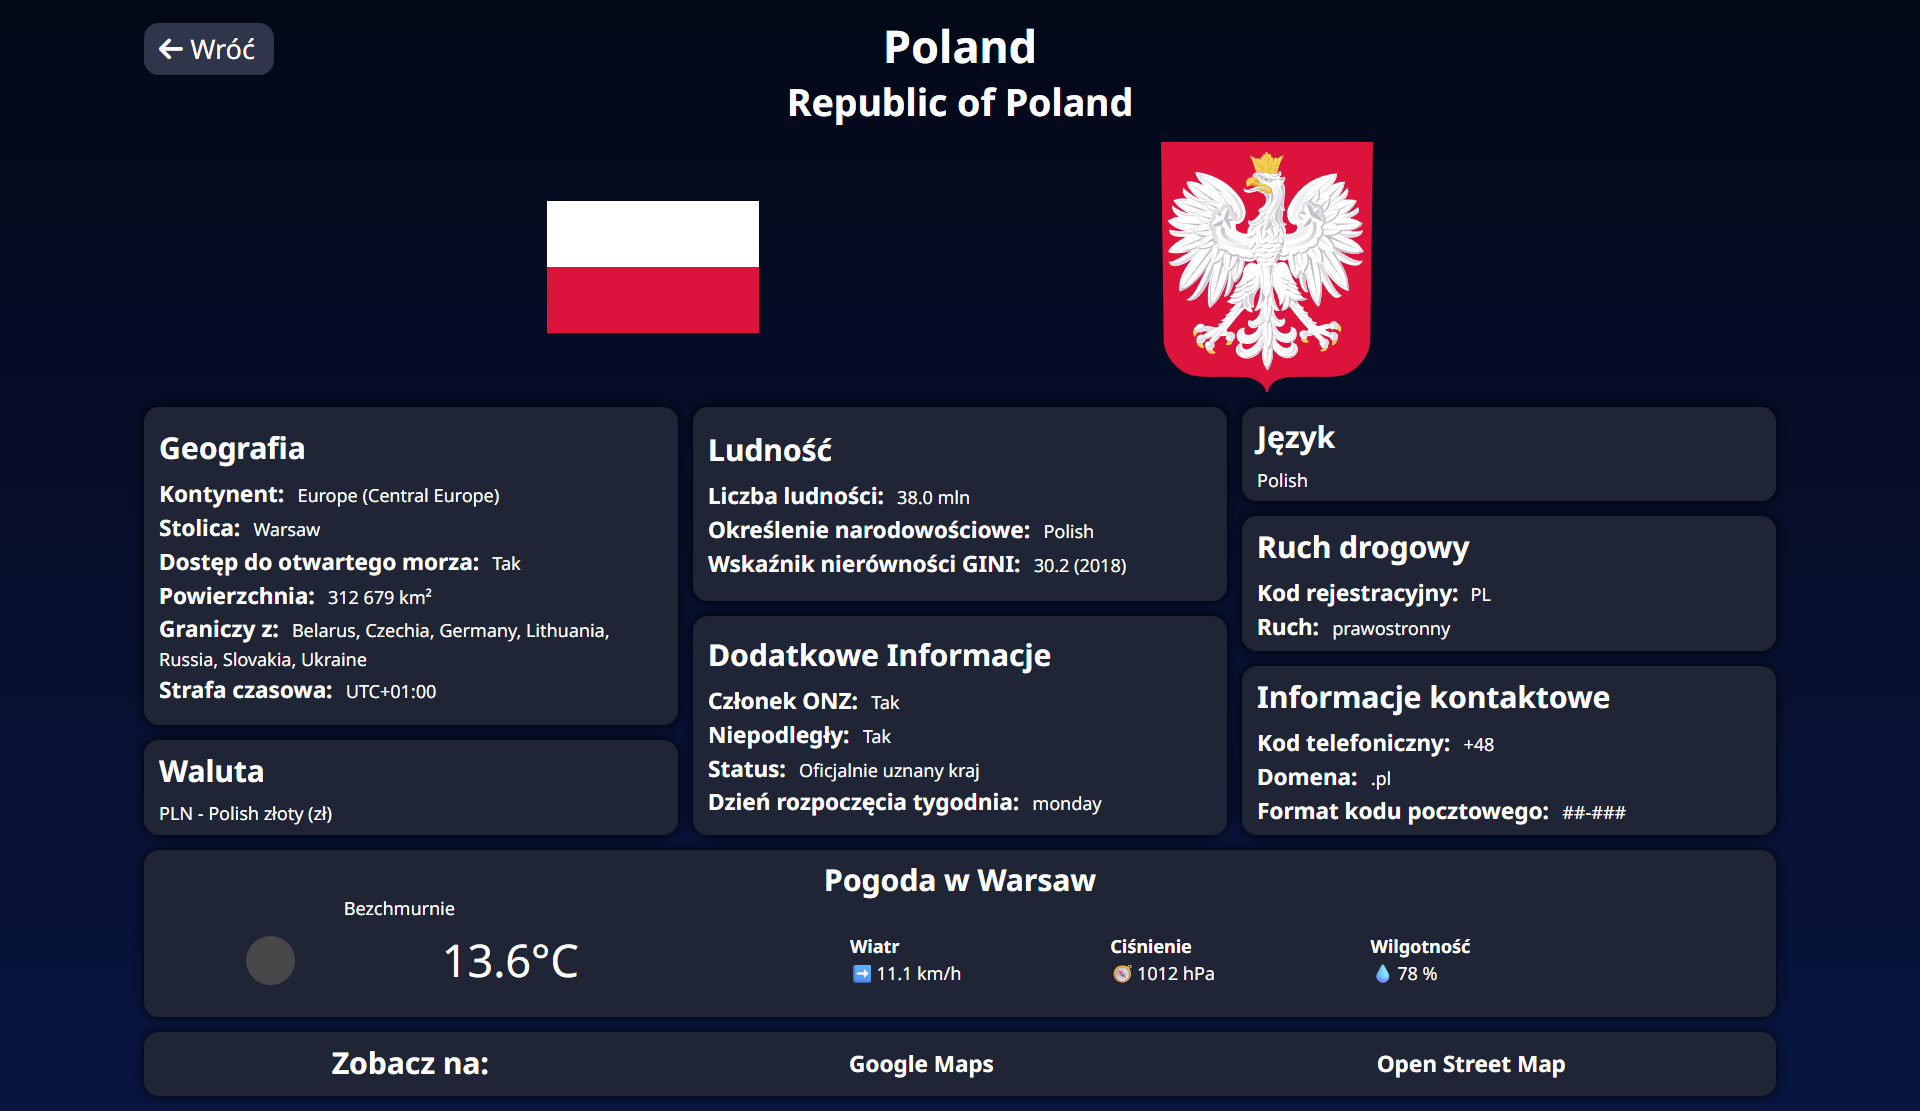 Wróć
Poland
Republic of Poland
Geografia
Kontynent: Europe (Central Europe)
Stolica: Warsaw
Dostęp do otwartego morza: Tak
Powierzchnia: 312 679 km²
Graniczy z: Belarus, Czechia, Germany, Lithuania,
Russia, Slovakia, Ukraine
Strafa czasowa: UTC+01:00
Waluta
PLN - Polish złoty (zł)
Ludność
Liczba ludności: 38.0 mln
Określenie narodowościowe: Polish
Wskaźnik nierówności GINI: 30.2 (2018)
Dodatkowe Informacje
Członek ONZ: Tak
Niepodległy: Tak
Status: Oficjalnie uznany kraj
Dzień rozpoczęcia tygodnia: monday
Język
Polish
Ruch drogowy
Kod rejestracyjny: PL
Ruch: prawostronny
Informacje kontaktowe
Kod telefoniczny: +48
Domena: .pl
Format kodu pocztowego: ##-###
Pogoda w Warsaw
Bezchmurnie
13.6°C
Wiatr
➡️ 11.1 km/h
Ciśnienie
🧭 1012 hPa
Wilgotność
💧 78 %
Zobacz na:
Google Maps
Open Street Map